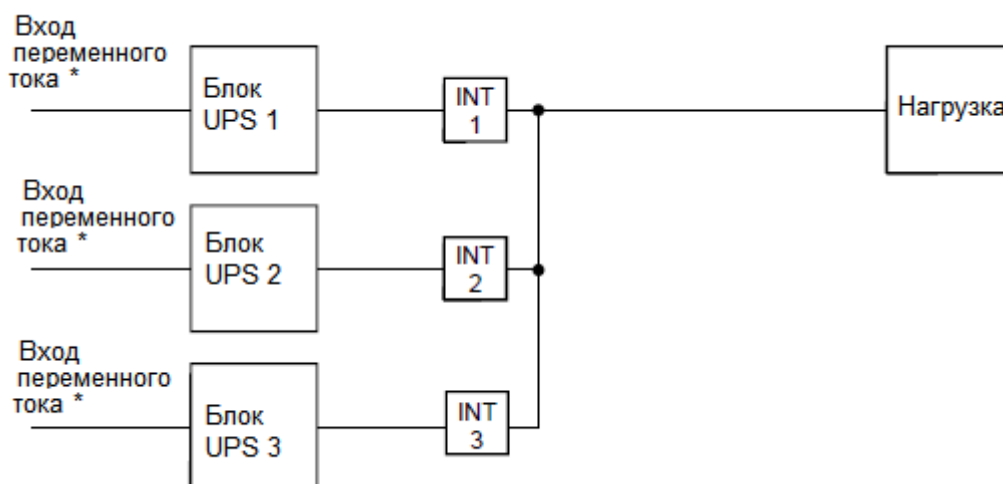 Вход
переменного
тока *
Блок
UPS 1
INT
1
Нагрузка
Вход
переменного
тока *
Блок
UPS 2
INT
2
Вход
переменного
тока *
Блок
UPS 3
INT
3